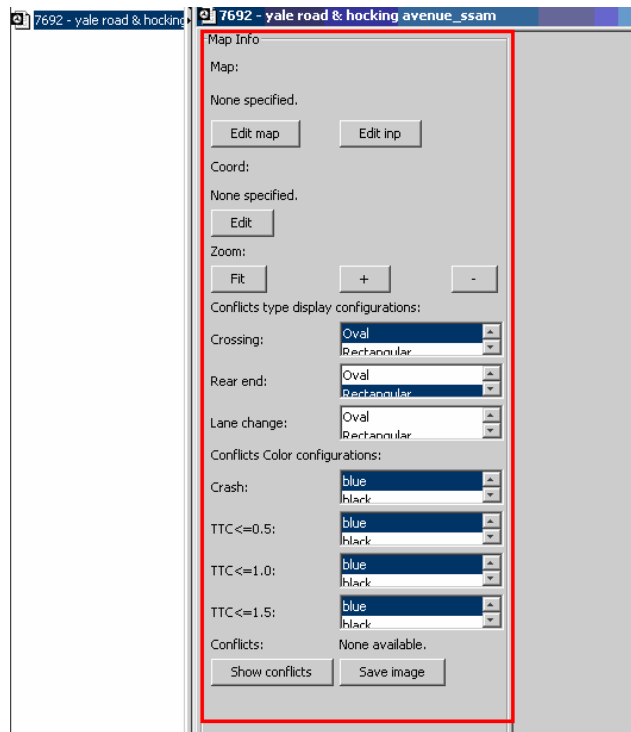 7692 - yale road & hocking
7692 - yale road & hocking avenue_ssam
Map Info
Map:
None specified.
Edit map Edit inp
Coord:
None specified.
Edit
Zoom:
Fit + -
Conflicts type display configurations:
Crossing: Oval
Rectangular
Rear end: Oval
Rectangular
Lane change: Oval
Rectangular
Conflicts Color configurations:
Crash: blue
black
TTC<=0.5: blue
black
TTC<=1.0: blue
black
TTC<=1.5: blue
black
Conflicts: None available.
Show conflicts Save image